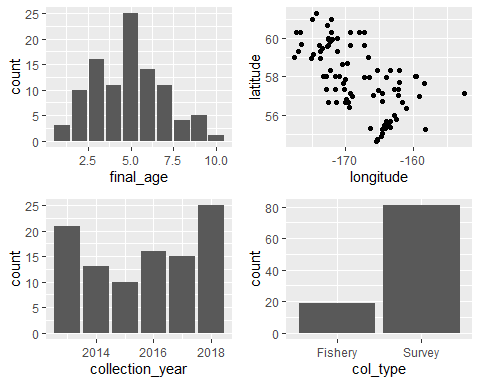 25
20
15
10
5
0
count
2.5 5.0 7.5 10.0
final_age
60
58
56
latitude
-170 -160
longitude
25
20
15
10
5
0
count
2014 2016 2018
collection_year
80
60
40
20
0
count
Fishery Survey
col_type